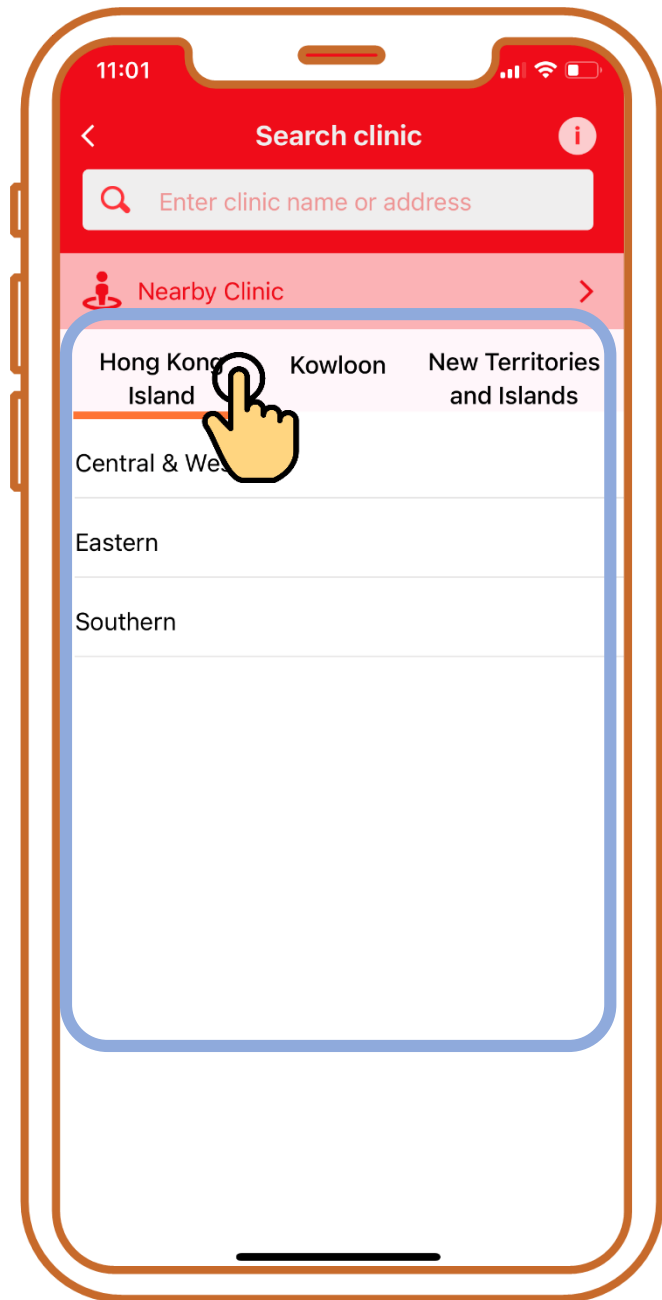 11:01
Search clinic
i
Enter clinic name or address
Nearby Clinic
Hong Kong
Island
Kowloon
New Territories
and Islands
Central &
Eastern
Southern